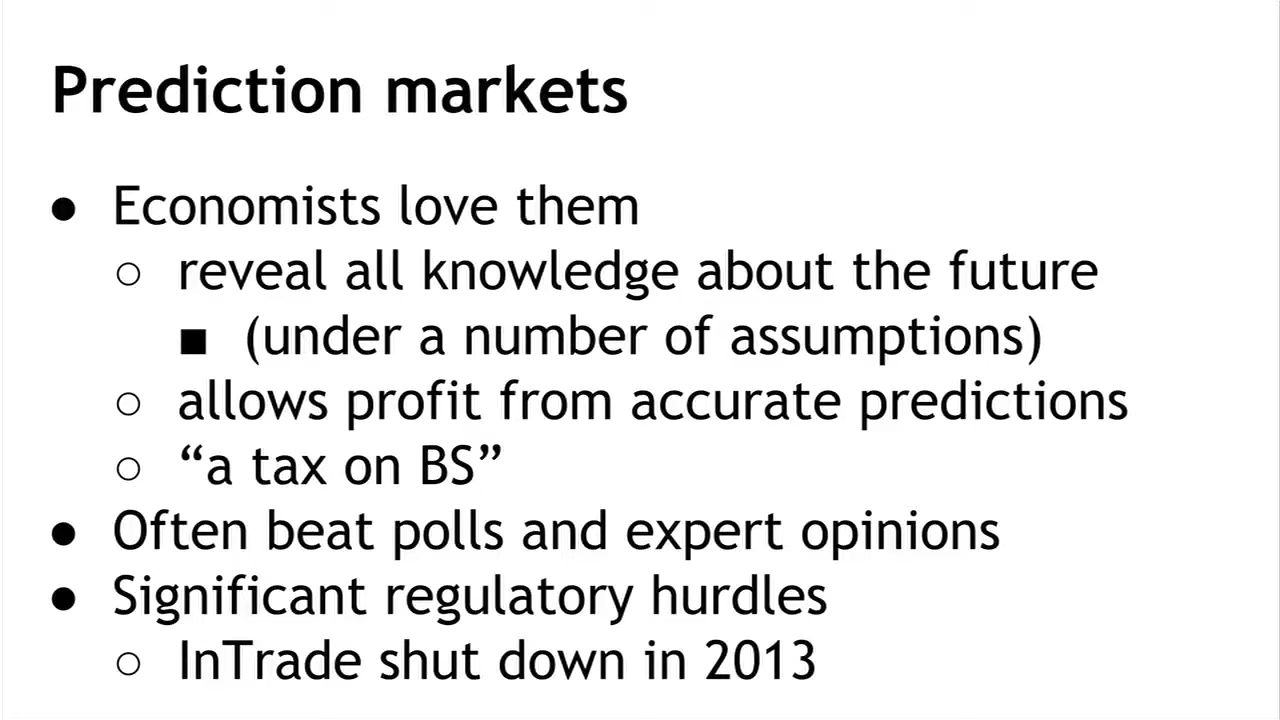 Prediction markets
● Economists love them
○ reveal all knowledge about the future
■ (under a number of assumptions)
○ allows profit from accurate predictions
○ “a tax on BS”
● Often beat polls and expert opinions
● Significant regulatory hurdles
○ InTrade shut down in 2013